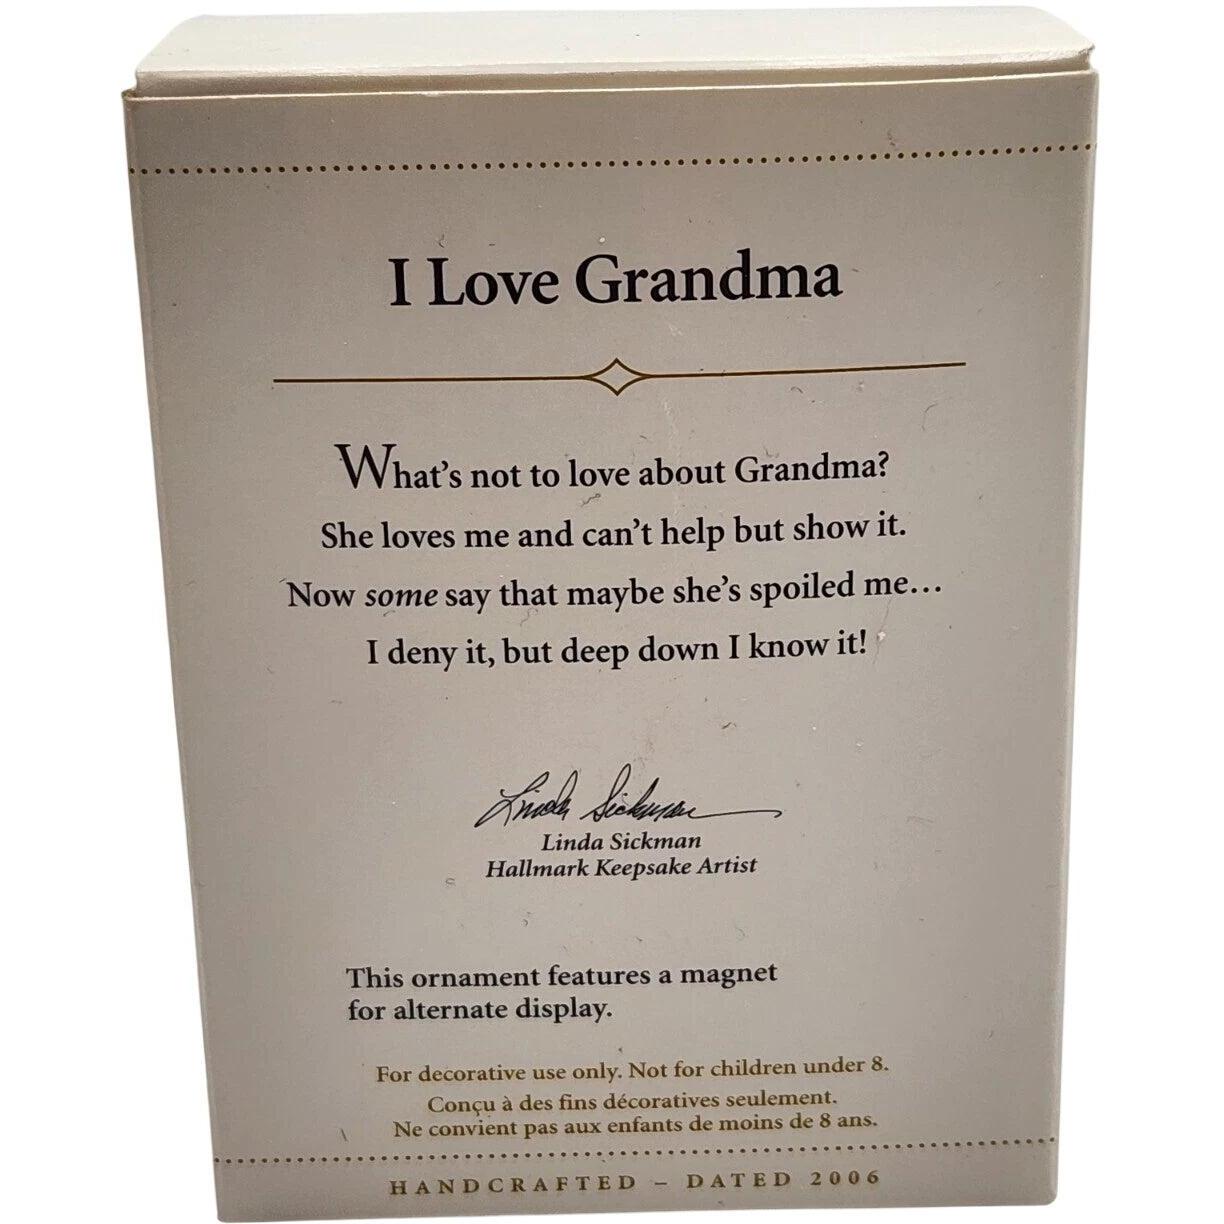 I Love Grandma
What's not to love about Grandma?
She loves me and can't help but show it.
Now some say that maybe she's spoiled me...
I deny it, but deep down I know it!
Linda Sickman
Linda Sickman
Hallmark Keepsake Artist
This ornament features a magnet
for alternate display.
For decorative use only. Not for children under 8.
Conçu à des fins décoratives seulement.
Ne convient pas aux enfants de moins de 8 ans.
HANDCRAFTED – DATED 2006